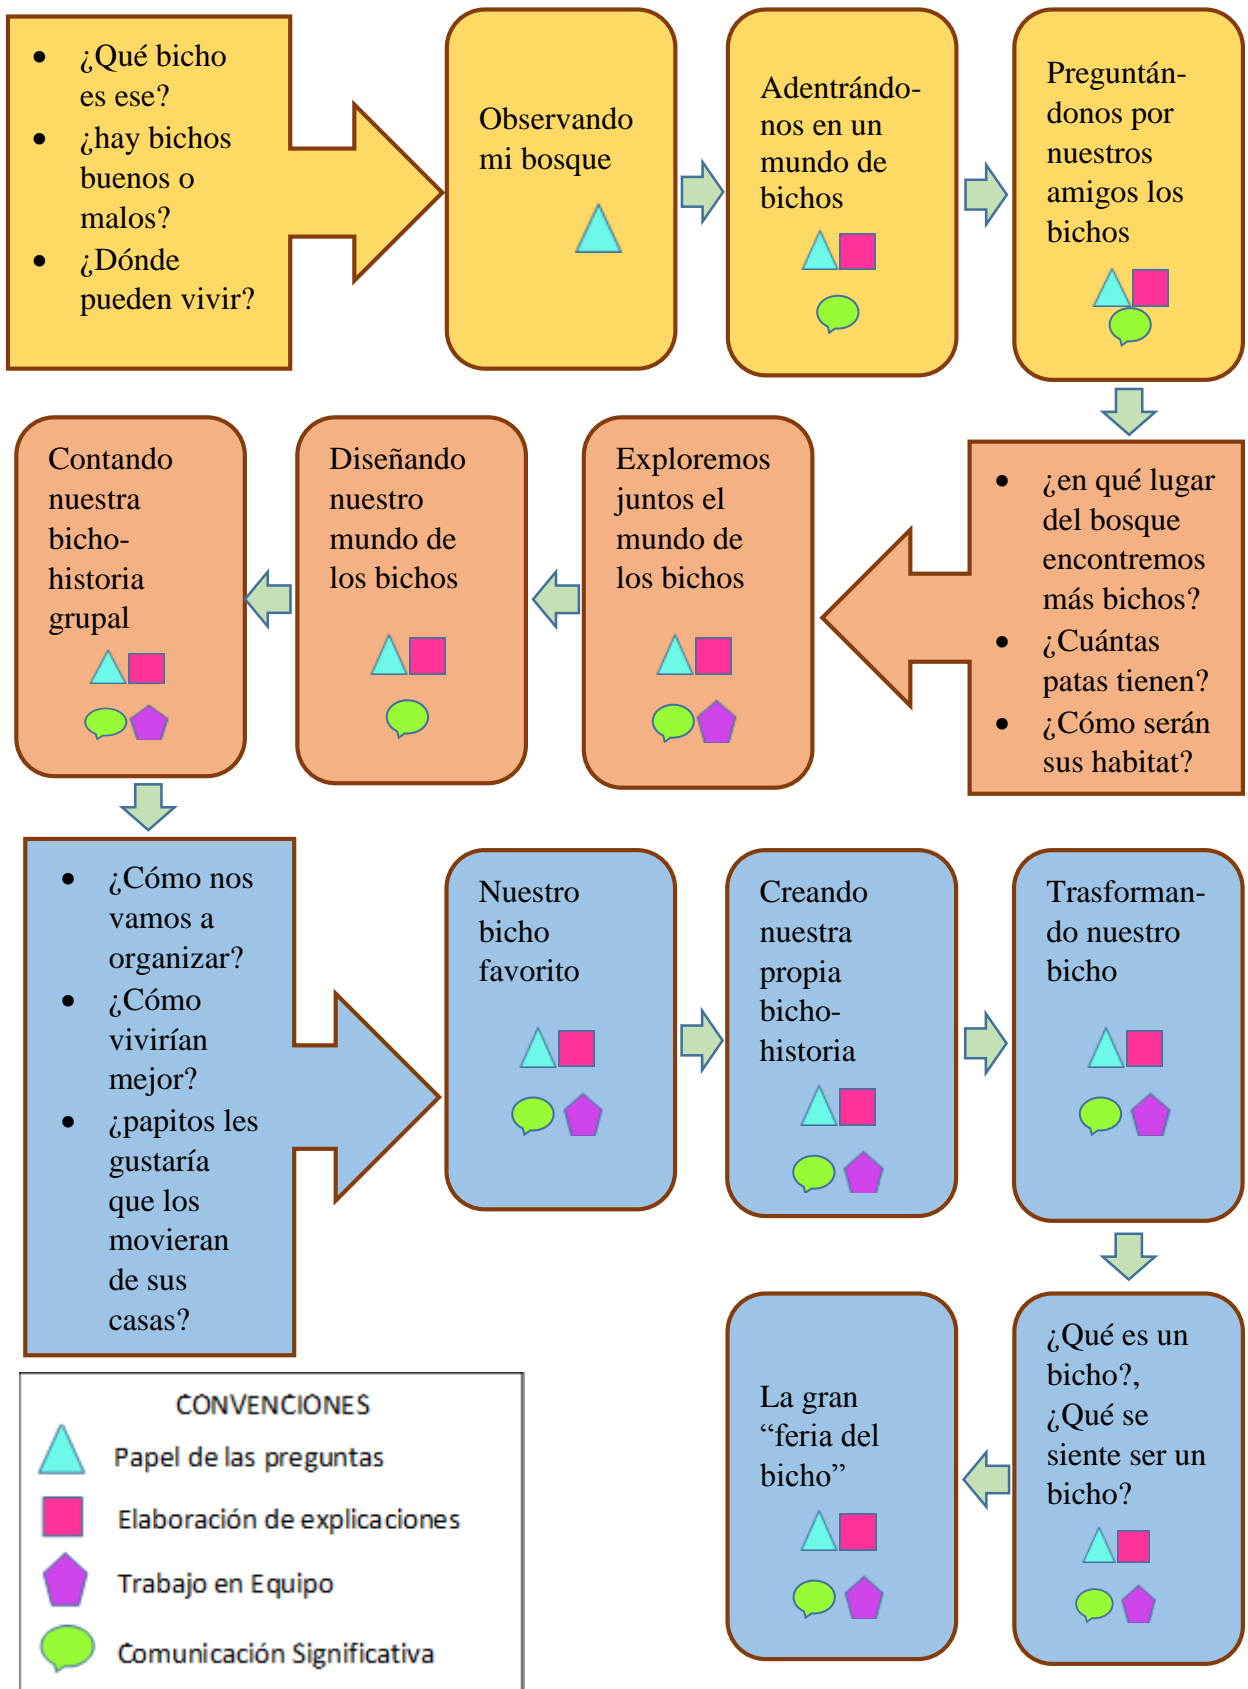 • ¿Qué bicho
es ese?
• ¿hay bichos
buenos o
malos?
• ¿Dónde
pueden vivir?
Observando
mi bosque
Adentrándo-
nos en un
mundo de
bichos
Preguntán-
donos por
nuestros
amigos los
bichos
• ¿en qué lugar
del bosque
encontremos
más bichos?
• ¿Cuántas
patas tienen?
• ¿Cómo serán
sus habitat?
Exploremos
juntos el
mundo de
los bichos
Diseñando
nuestro
mundo de
los bichos
Contando
nuestra
bicho-
historia
grupal
• ¿Cómo nos
vamos a
organizar?
• ¿Cómo
vivirían
mejor?
• ¿papitos les
gustaría
que los
movieran
de sus
casas?
Nuestro
bicho
favorito
Creando
nuestra
propia
bicho-
historia
Trasforman-
do nuestro
bicho
¿Qué es un
bicho?,
¿Qué se
siente ser un
bicho?
La gran
“feria del
bicho”
CONVENCIONES
Papel de las preguntas
Elaboración de explicaciones
Trabajo en Equipo
Comunicación Significativa